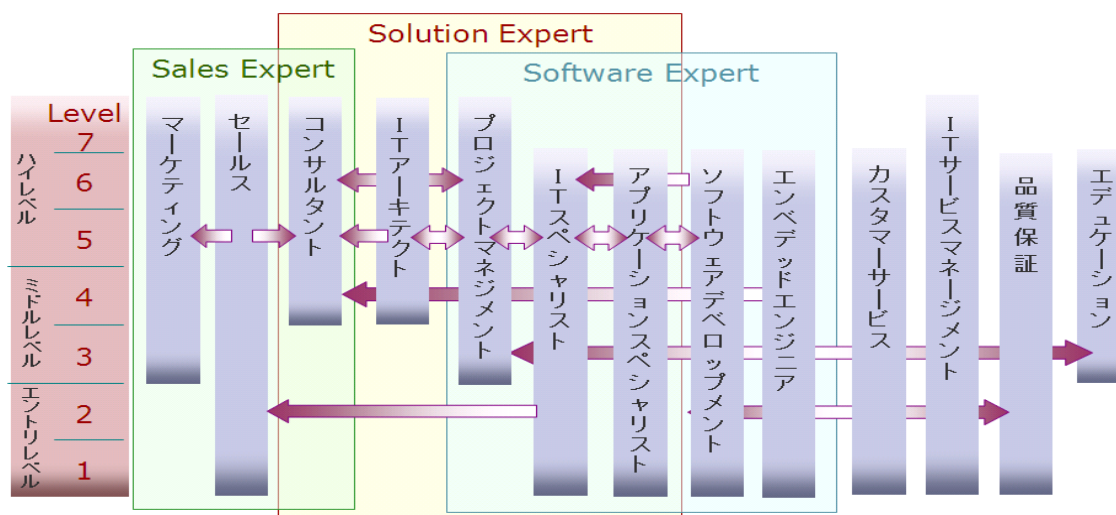 Solution Expert
Sales Expert
Software Expert
Level
7
6
5
4
3
2
1
ハイレベル
ミドルレベル
エントリレベル
マーケティング
セールス
コンサルタント
ITアーキテクト
プロジェクトマネジメント
ITスペシャリスト
アプリケーションスペシャリスト
ソフトウェアデベロップメント
エンベデッドエンジニア
カスタマーサービス
ITサービスマネージメント
品質保証
エデュケーション